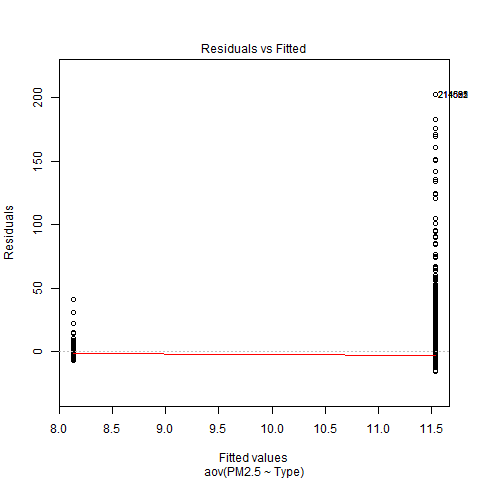 Residuals vs Fitted
Residuals
200
150
100
50
0
8.0 8.5 9.0 9.5 10.0 10.5 11.0 11.5
Fitted values
aov(PM2.5 ~ Type)